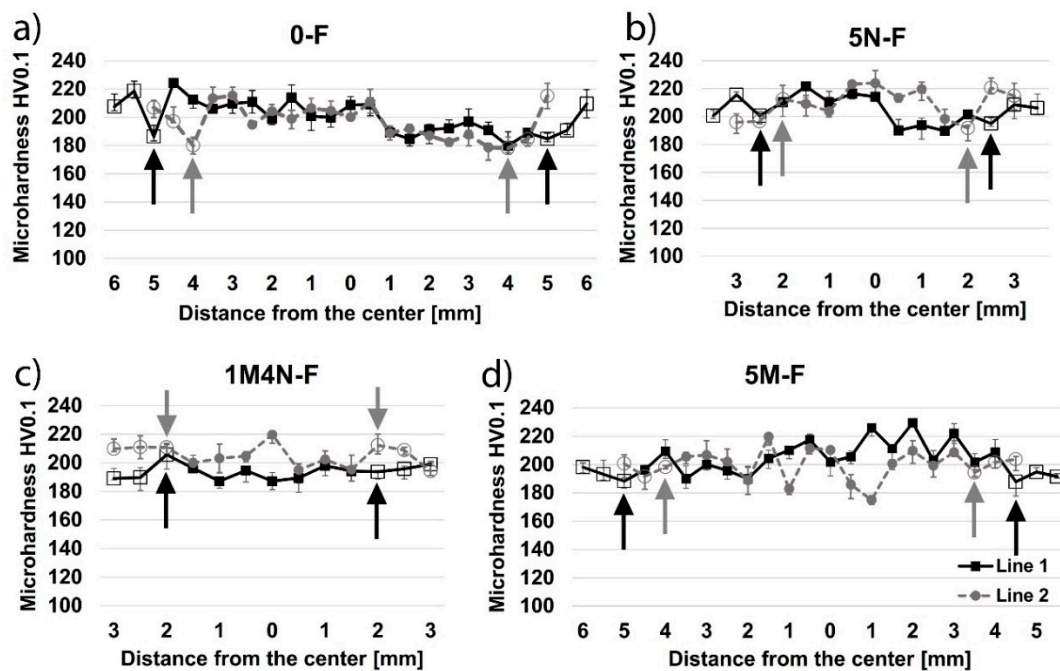 a)
0-F
Microhardness HV0.1
240
220
200
180
160
140
120
100
6 5 4 3 2 1 0 1 2 3 4 5 6
Distance from the center [mm]
b)
5N-F
Microhardness HV0.1
240
220
200
180
160
140
120
100
3 2 1 0 1 2 3
Distance from the center [mm]
c)
1M4N-F
Microhardness HV0.1
240
220
200
180
160
140
120
100
3 2 1 0 1 2 3
Distance from the center [mm]
d)
5M-F
Microhardness HV0.1
240
220
200
180
160
140
120
100
6 5 4 3 2 1 0 1 2 3 4 5
Distance from the center [mm]
Line 1
Line 2